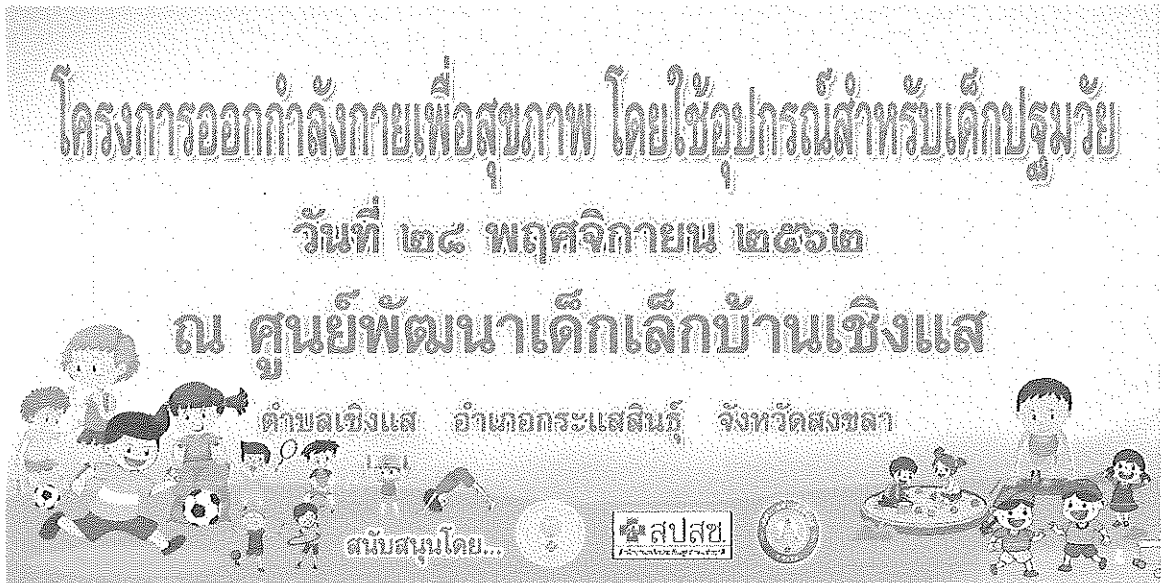 โครงการออกกำลังกายเพื่อสุขภาพ โดยใช้อุปกรณ์สำหรับเด็กปฐมวัย
วันที่ ๒๘ พฤศจิกายน ๒๕๖๒
ณ ศูนย์พัฒนาเด็กเล็กบ้านเชิงแส
ตำบลเชิงแส อำเภอกระแสสินธุ์ จังหวัดสงขลา
สนับสนุนโดย...
สปสช.